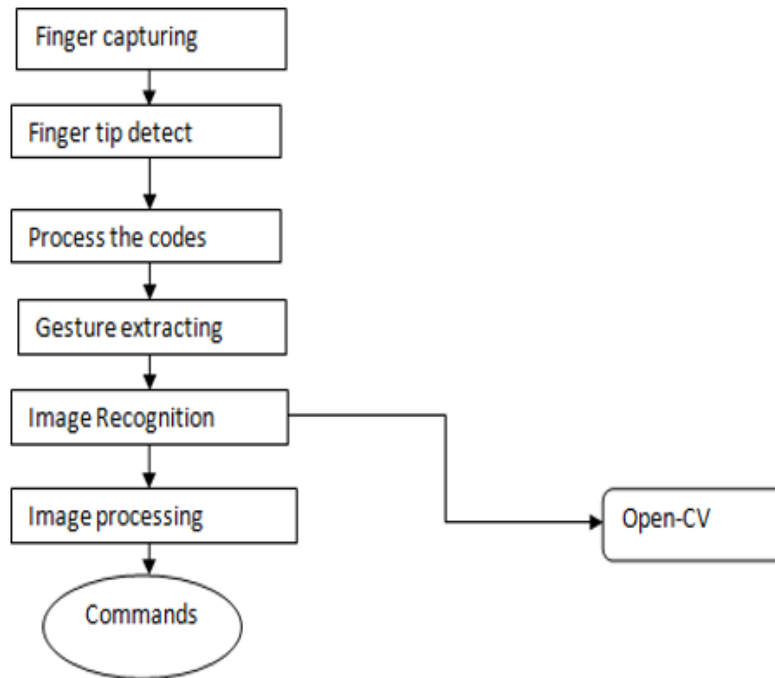 Finger capturing
Finger tip detect
Process the codes
Gesture extracting
Image Recognition
Image processing
Open-CV
Commands